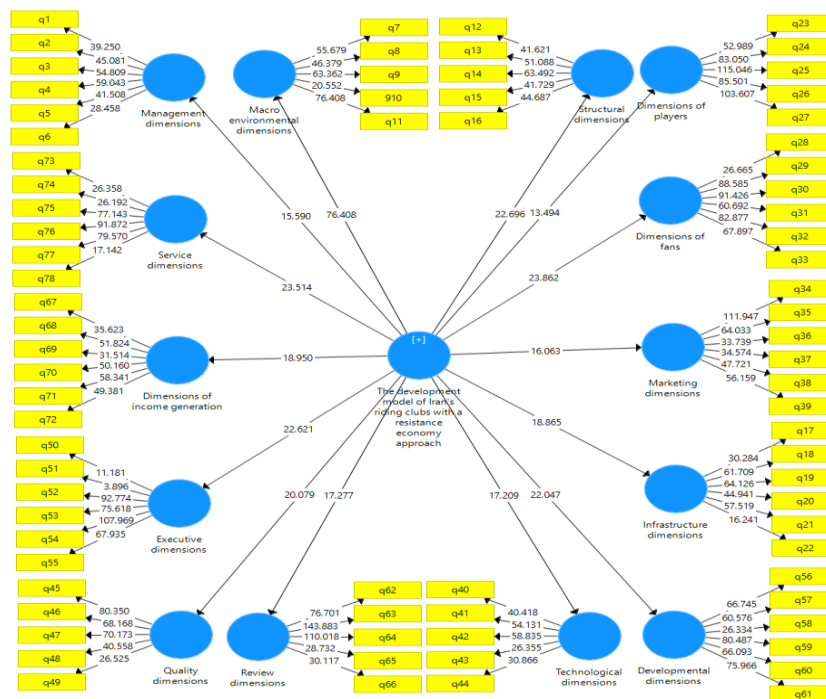 q1
q2
q3
q4
q5
q6
39.250
45.081
54.809
59.043
41.508
28.458
Management
dimensions
Macro
environmental
dimensions
55.679
46.379
63.362
20.552
76.408
q7
q8
q9
910
q11
q12
q13
q14
q15
q16
41.621
51.088
63.492
41.729
44.687
Structural
dimensions
Dimensions of
players
52.989
83.050
115.046
85.501
103.607
q23
q24
q25
q26
q27
q73
q74
q75
q76
q77
q78
26.358
26.192
77.143
91.872
79.570
17.142
Service
dimensions
15.590
76.408
22.696
13.494
Dimensions of
fans
26.665
88.585
91.426
60.692
82.877
67.897
q28
q29
q30
q31
q32
q33
23.514
23.862
q67
q68
q69
q70
q71
q72
35.623
51.824
31.514
50.160
58.341
49.381
Dimensions of
income generation
18.950
[+]
The development
model of Iran's
riding clubs with a
resistance
economy
approach
16.063
Marketing
dimensions
111.947
64.033
33.739
34.574
47.721
56.159
q34
q35
q36
q37
q38
q39
q50
q51
q52
q53
q54
q55
11.181
3.896
92.774
75.618
107.969
67.935
Executive
dimensions
22.621
18.865
Infrastructure
dimensions
30.284
61.709
64.126
44.941
57.519
16.241
q17
q18
q19
q20
q21
q22
20.079
17.277
17.209
22.047
q45
q46
q47
q48
q49
80.350
68.168
70.173
40.558
26.525
Quality
dimensions
Review
dimensions
76.701
143.883
110.018
28.732
30.117
q62
q63
q64
q65
q66
q40
q41
q42
q43
q44
40.418
54.131
58.835
26.355
30.866
Technological
dimensions
Developmental
dimensions
66.745
60.576
26.334
80.487
66.093
75.966
q56
q57
q58
q59
q60
q61